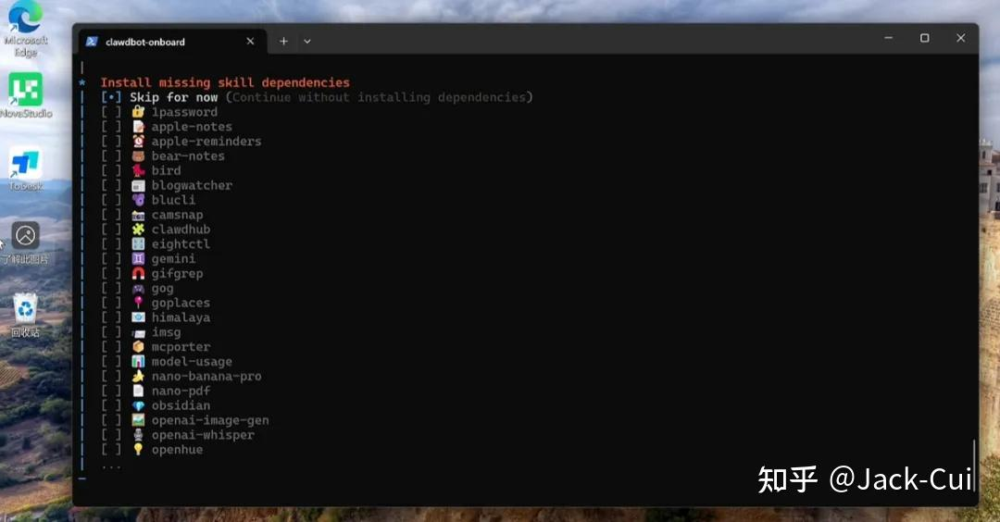 Microsoft
Edge
NovaStudio
ToDesk
了解此图片
回收站
clawdbot-onboard
Install missing skill dependencies
[•] Skip for now (Continue without installing dependencies)
[ ] 🔐 1password
[ ] 📝 apple-notes
[ ] ⏰ apple-reminders
[ ] 🐻 bear-notes
[ ] 🐦 bird
[ ] 📰 blogwatcher
[ ] 🫐 blucli
[ ] 📸 camsnap
[ ] 🧩 clawdhub
[ ] 🎛️ eightctl
[ ] ♊️ gemini
[ ] 🧲 gifgrep
[ ] 🎮 gog
[ ] 📍 goplaces
[ ] 📧 himalaya
[ ] 📨 imsg
[ ] 📦 mcporter
[ ] 📊 model-usage
[ ] 🍌 nano-banana-pro
[ ] 📄 nano-pdf
[ ] 💎 obsidian
[ ] 🖼️ openai-image-gen
[ ] 🎙️ openai-whisper
[ ] 💡 openhue
...
知乎 @Jack-Cui